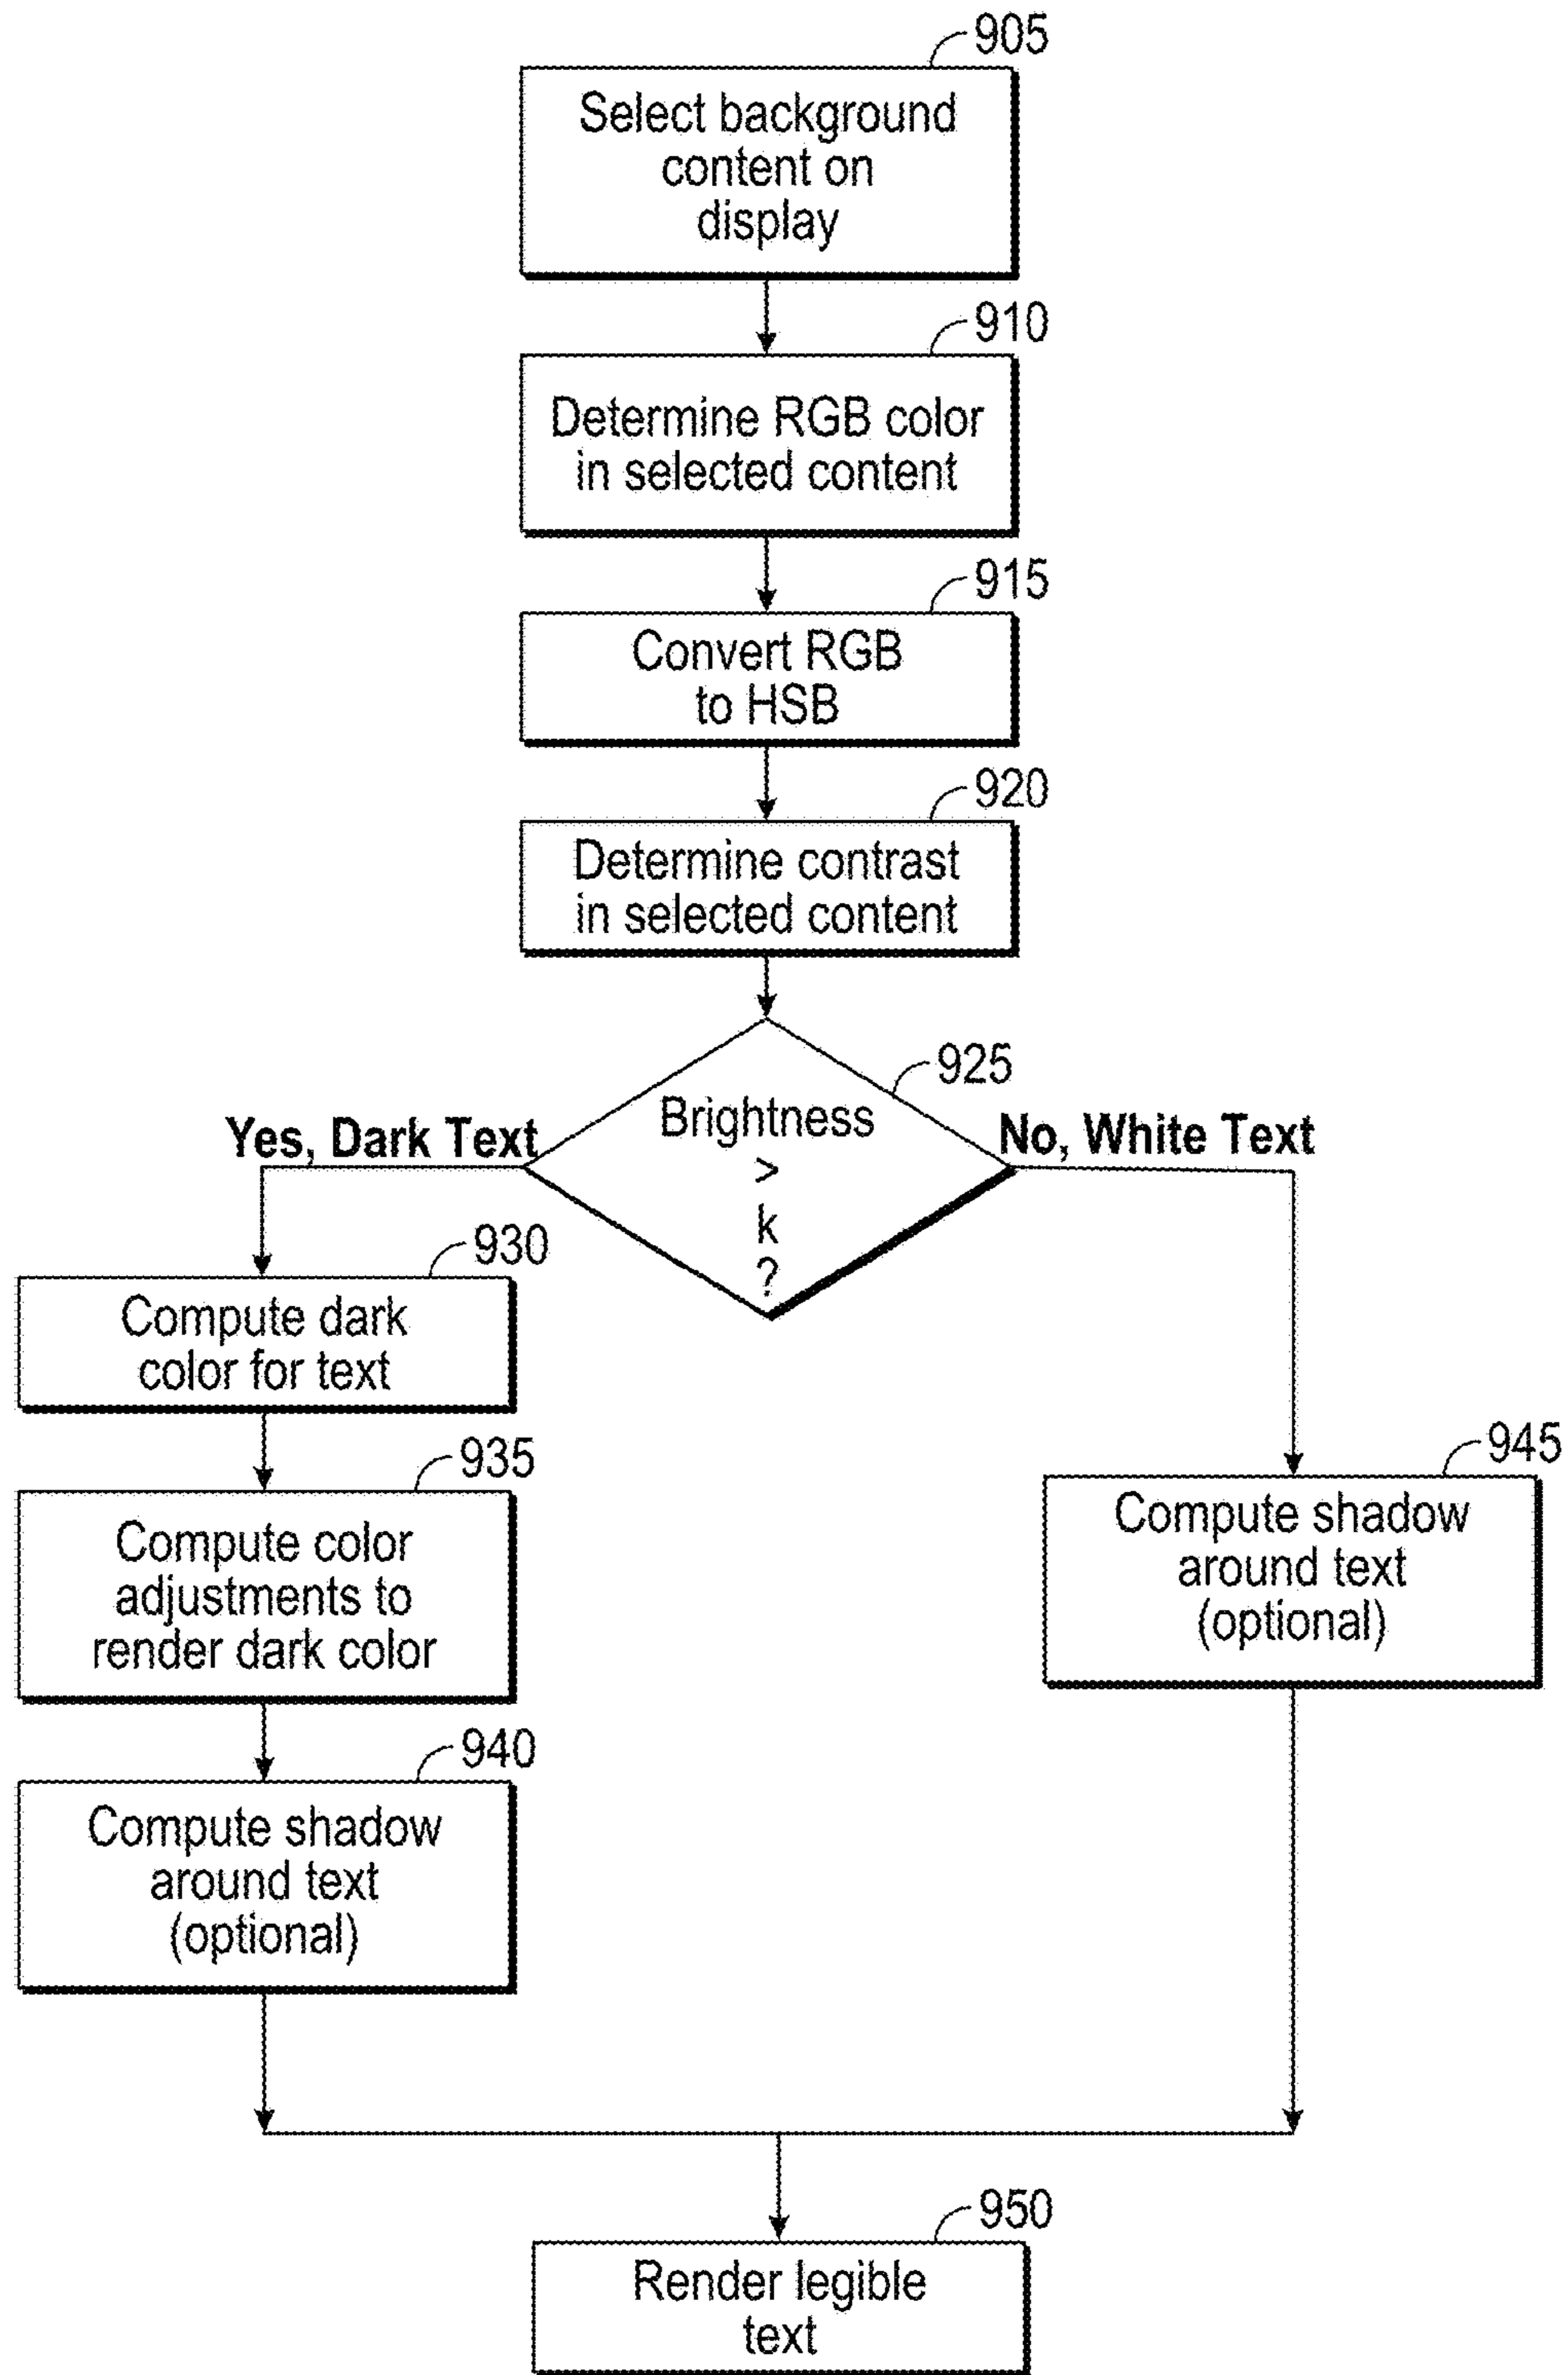 905
Select background
content on
display
910
Determine RGB color
in selected content
915
Convert RGB
to HSB
920
Determine contrast
in selected content
925
Brightness
>
k
?
Yes, Dark Text
No, White Text
930
Compute dark
color for text
935
Compute color
adjustments to
render dark color
940
Compute shadow
around text
(optional)
945
Compute shadow
around text
(optional)
950
Render legible
text